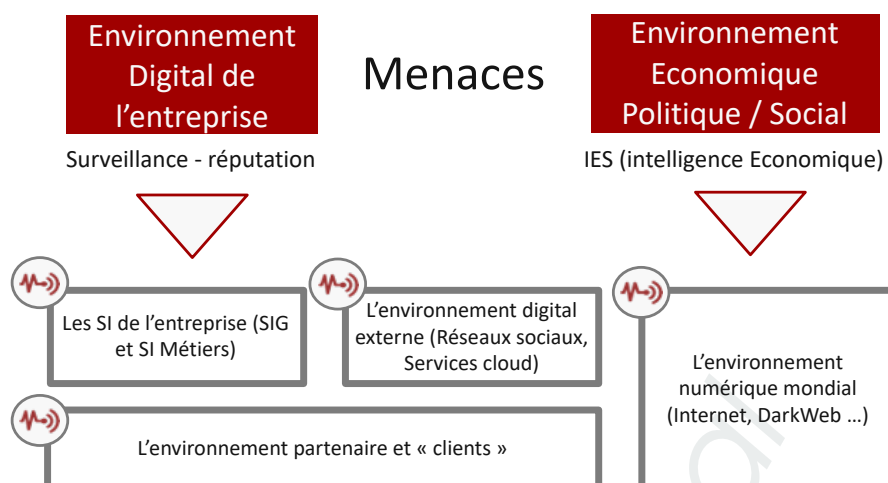 Environnement
Digital de
l'entreprise
Menaces
Environnement
Economique
Politique / Social
Surveillance - réputation
IES (intelligence Economique)
Les SI de l'entreprise (SIG
et SI Métiers)
L'environnement digital
externe (Réseaux sociaux,
Services cloud)
L'environnement
numérique mondial
(Internet, DarkWeb ...)
L'environnement partenaire et « clients »